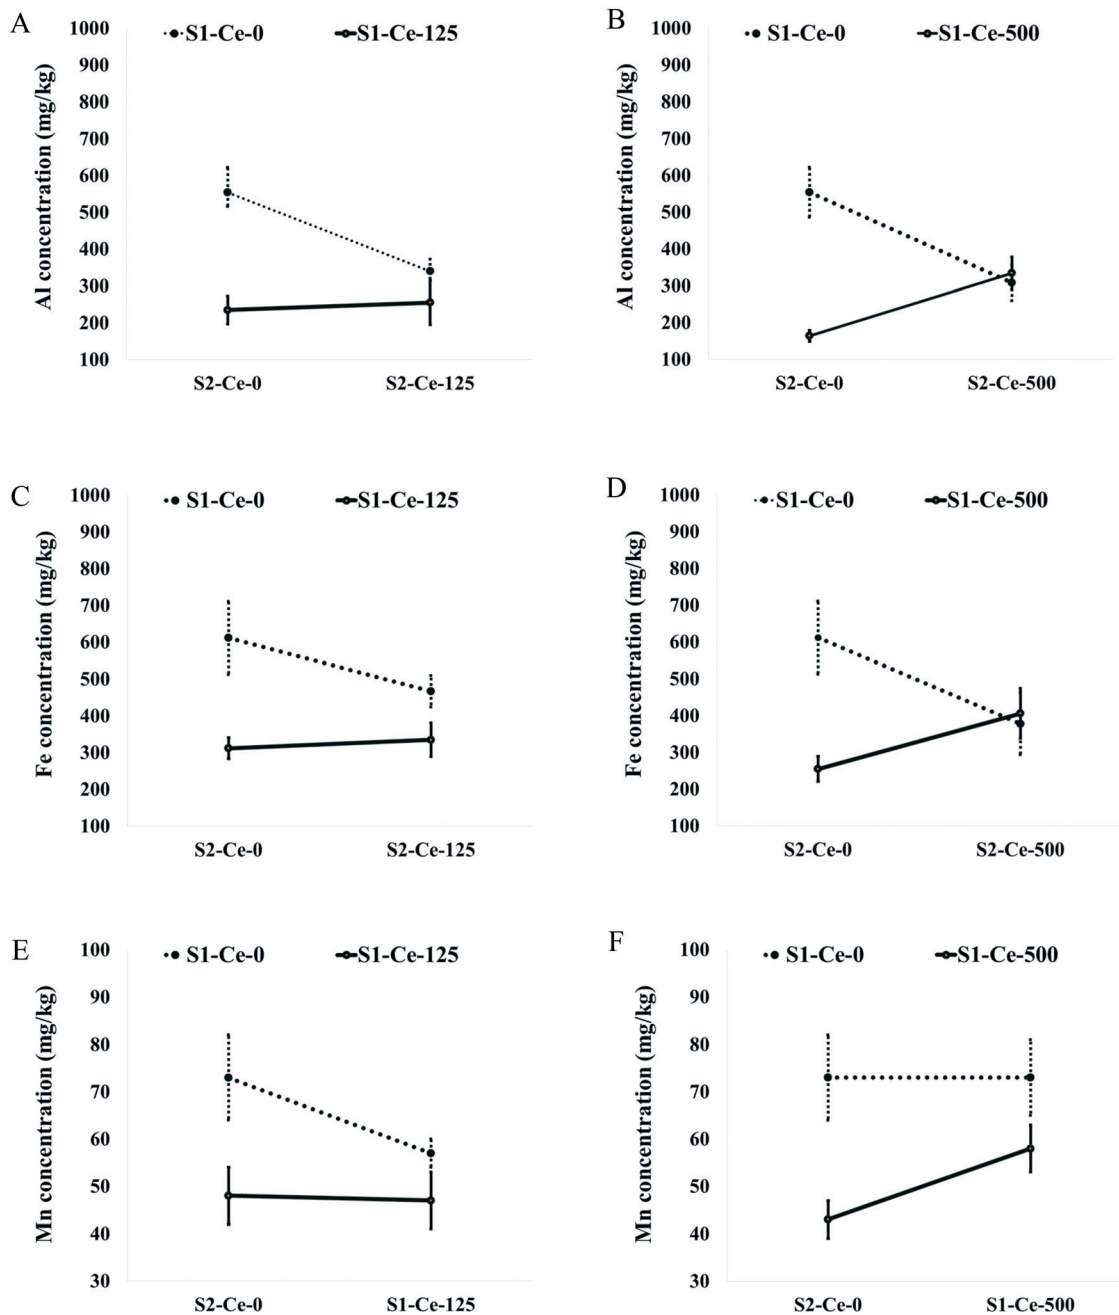 A
Al concentration (mg/kg)
1000
900
800
700
600
500
400
300
200
100
S1-Ce-0 S1-Ce-125
S2-Ce-0 S2-Ce-125
B
Al concentration (mg/kg)
1000
900
800
700
600
500
400
300
200
100
S1-Ce-0 S1-Ce-500
S2-Ce-0 S2-Ce-500
C
Fe concentration (mg/kg)
1000
900
800
700
600
500
400
300
200
100
S1-Ce-0 S1-Ce-125
S2-Ce-0 S2-Ce-125
D
Fe concentration (mg/kg)
1000
900
800
700
600
500
400
300
200
100
S1-Ce-0 S1-Ce-500
S2-Ce-0 S2-Ce-500
E
Mn concentration (mg/kg)
100
90
80
70
60
50
40
30
S1-Ce-0 S1-Ce-125
S2-Ce-0 S1-Ce-125
F
Mn concentration (mg/kg)
100
90
80
70
60
50
40
30
S1-Ce-0 S1-Ce-500
S2-Ce-0 S1-Ce-500